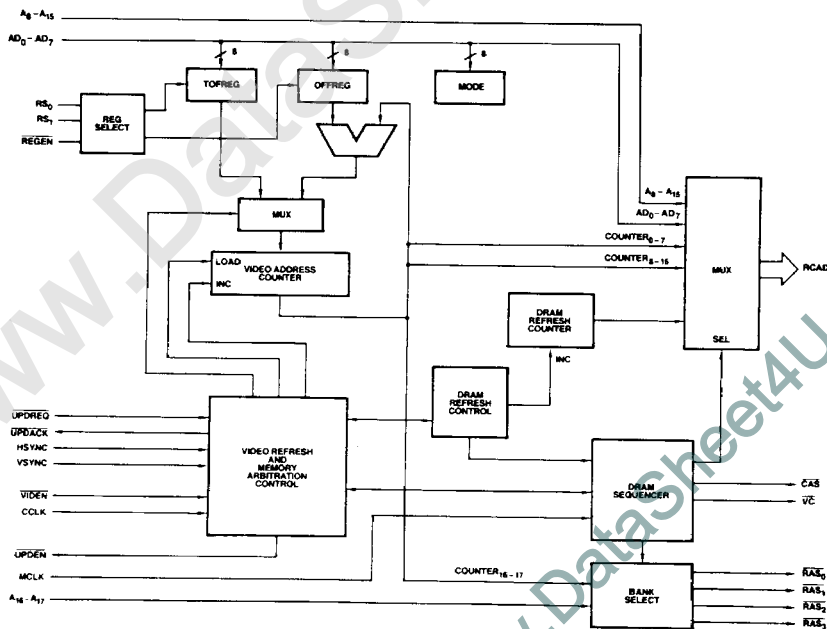 A₈–A₁₅
AD₀–AD₇
8
8
8
TOFREG
OFFREG
MODE
RS₀
RS₁
REGEN
REG
SELECT
MUX
LOAD
VIDEO ADDRESS
COUNTER
INC
A₈–A₁₅
AD₀–AD₇
COUNTER₀₋₇
COUNTER₈₋₁₅
MUX
SEL
RCAD
DRAM
REFRESH
COUNTER
INC
DRAM
REFRESH
CONTROL
UPDREQ
UPDACK
HSYNC
VSYNC
VIDEN
CCLK
UPDEN
MCLK
A₁₆–A₁₇
VIDEO REFRESH
AND
MEMORY
ARBITRATION
CONTROL
DRAM
SEQUENCER
CAS
VC
COUNTER₁₆₋₁₇
BANK
SELECT
RAS₀
RAS₁
RAS₂
RAS₃
www.DataSheet4U